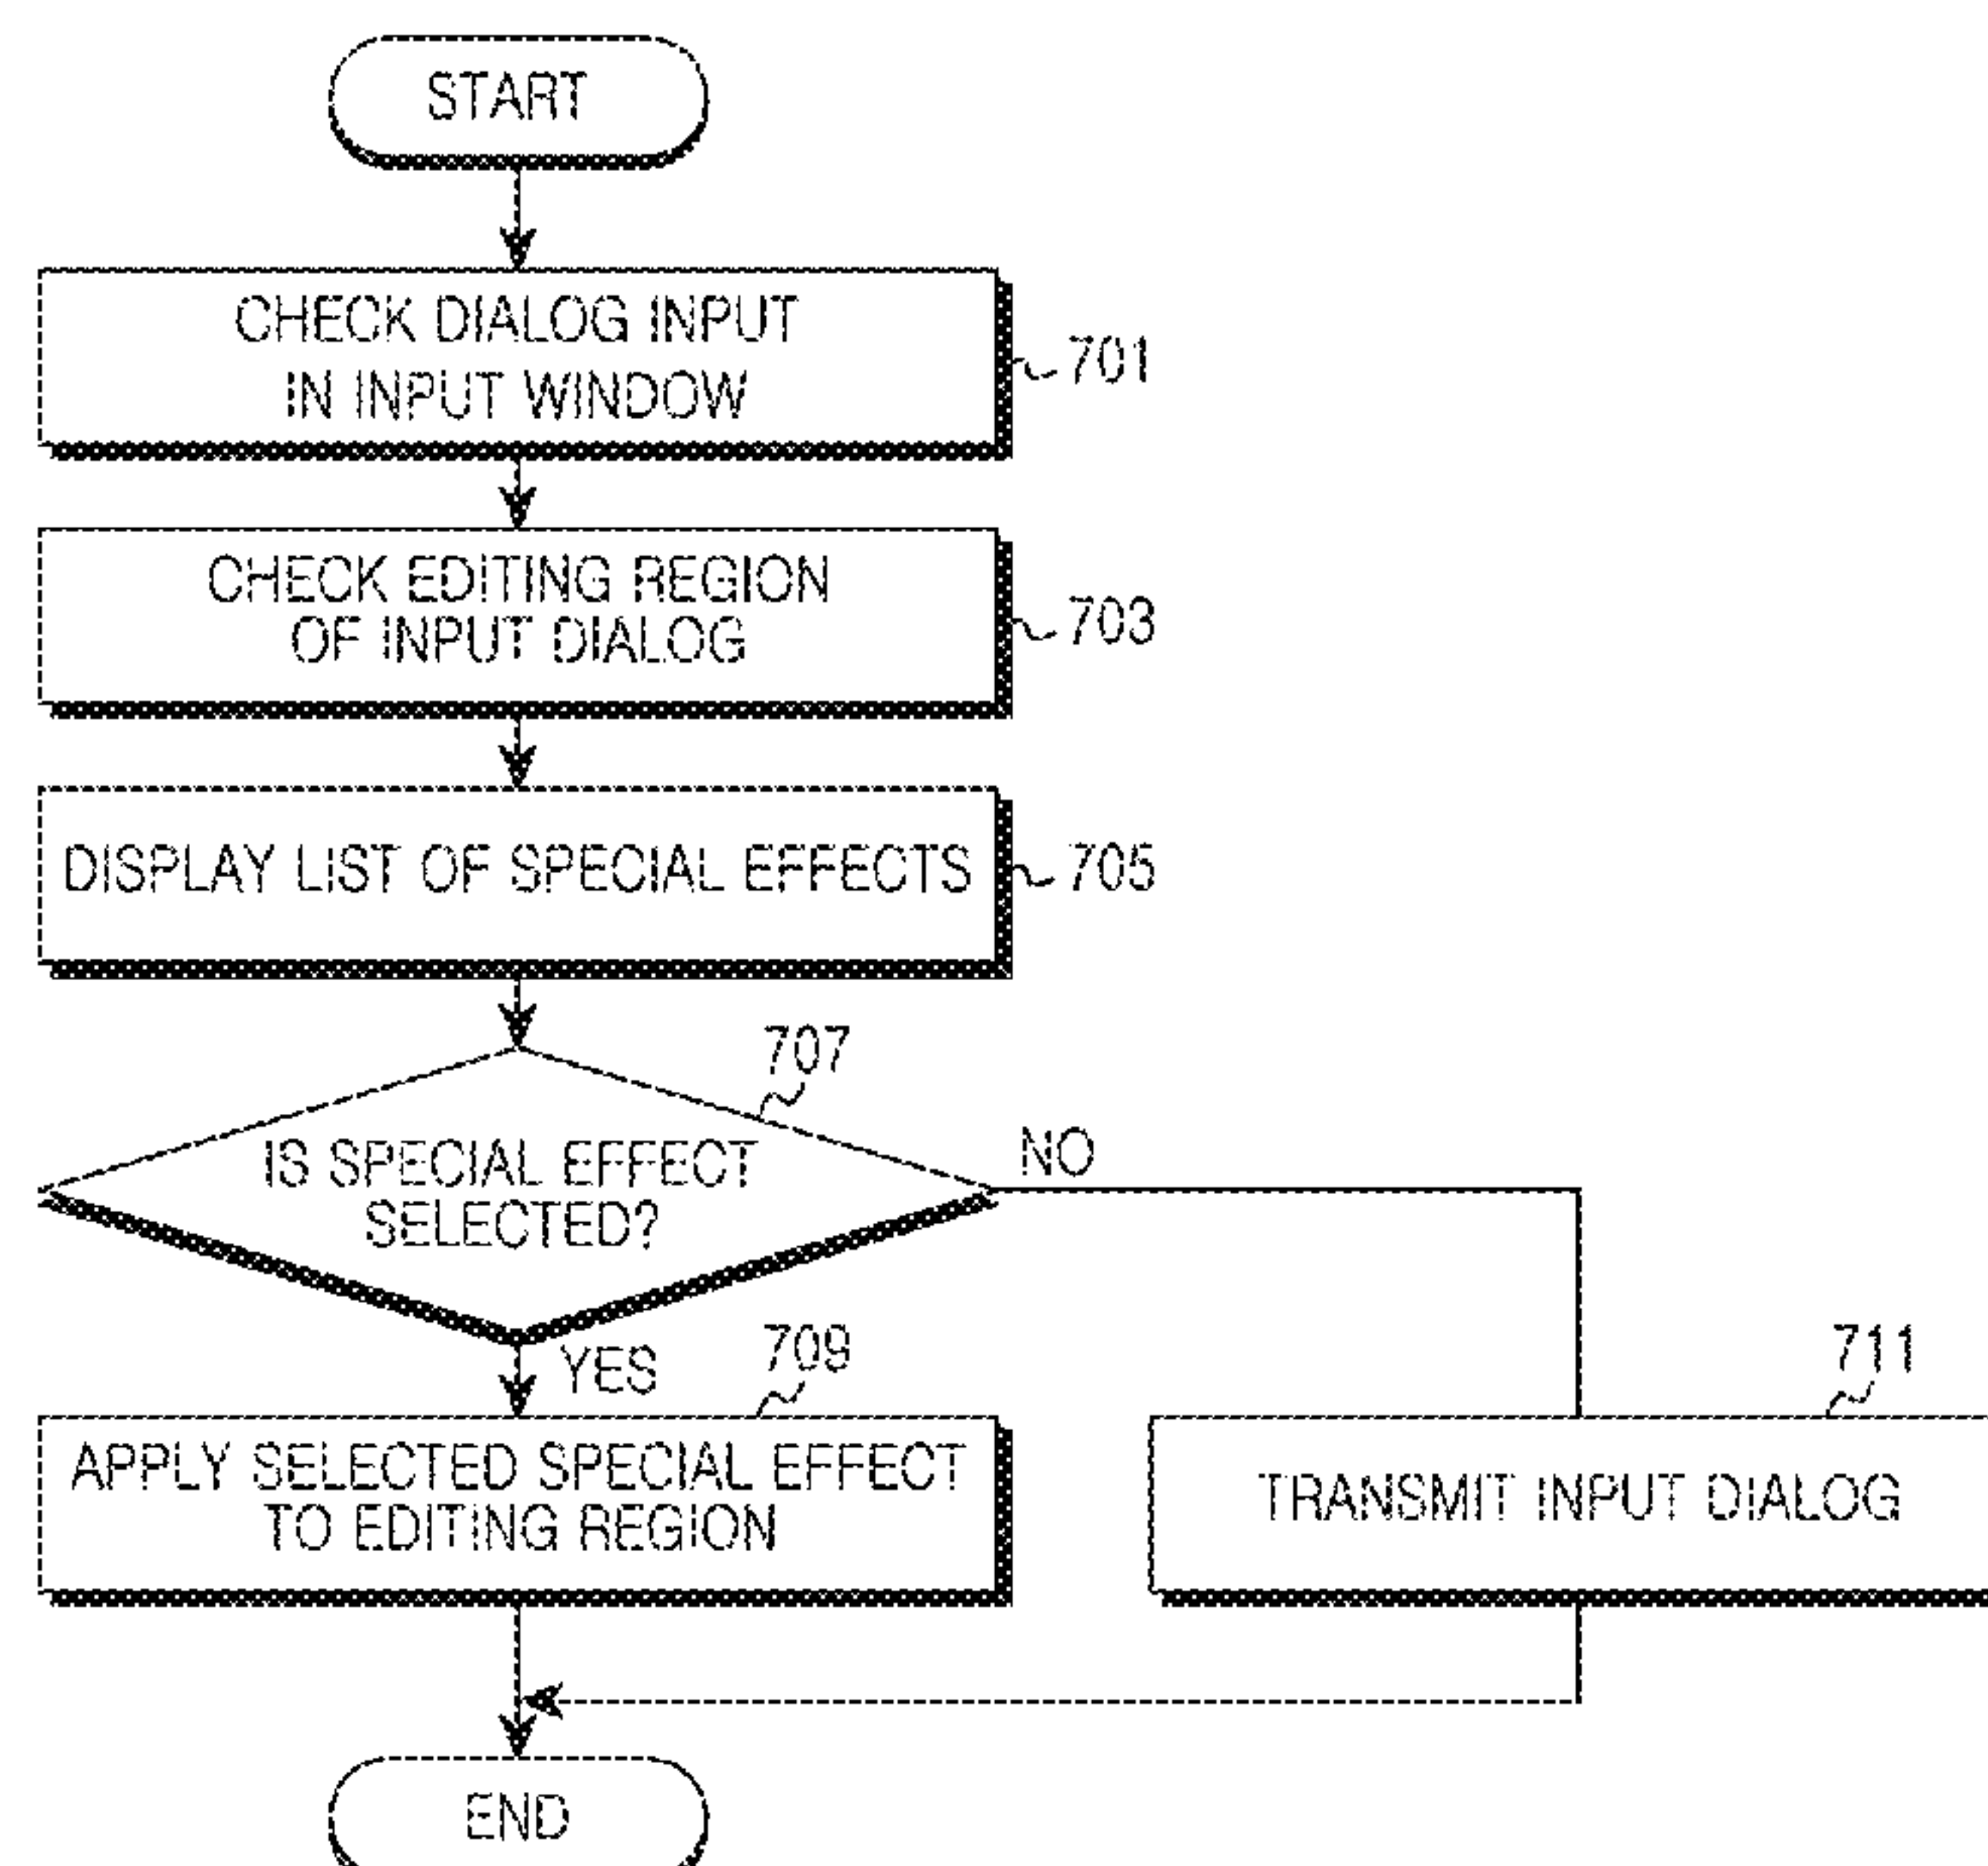 START
CHECK DIALOG INPUT
IN INPUT WINDOW
701
CHECK EDITING REGION
OF INPUT DIALOG
703
DISPLAY LIST OF SPECIAL EFFECTS
705
707
IS SPECIAL EFFECT
SELECTED?
NO
YES
709
APPLY SELECTED SPECIAL EFFECT
TO EDITING REGION
711
TRANSMIT INPUT DIALOG
END